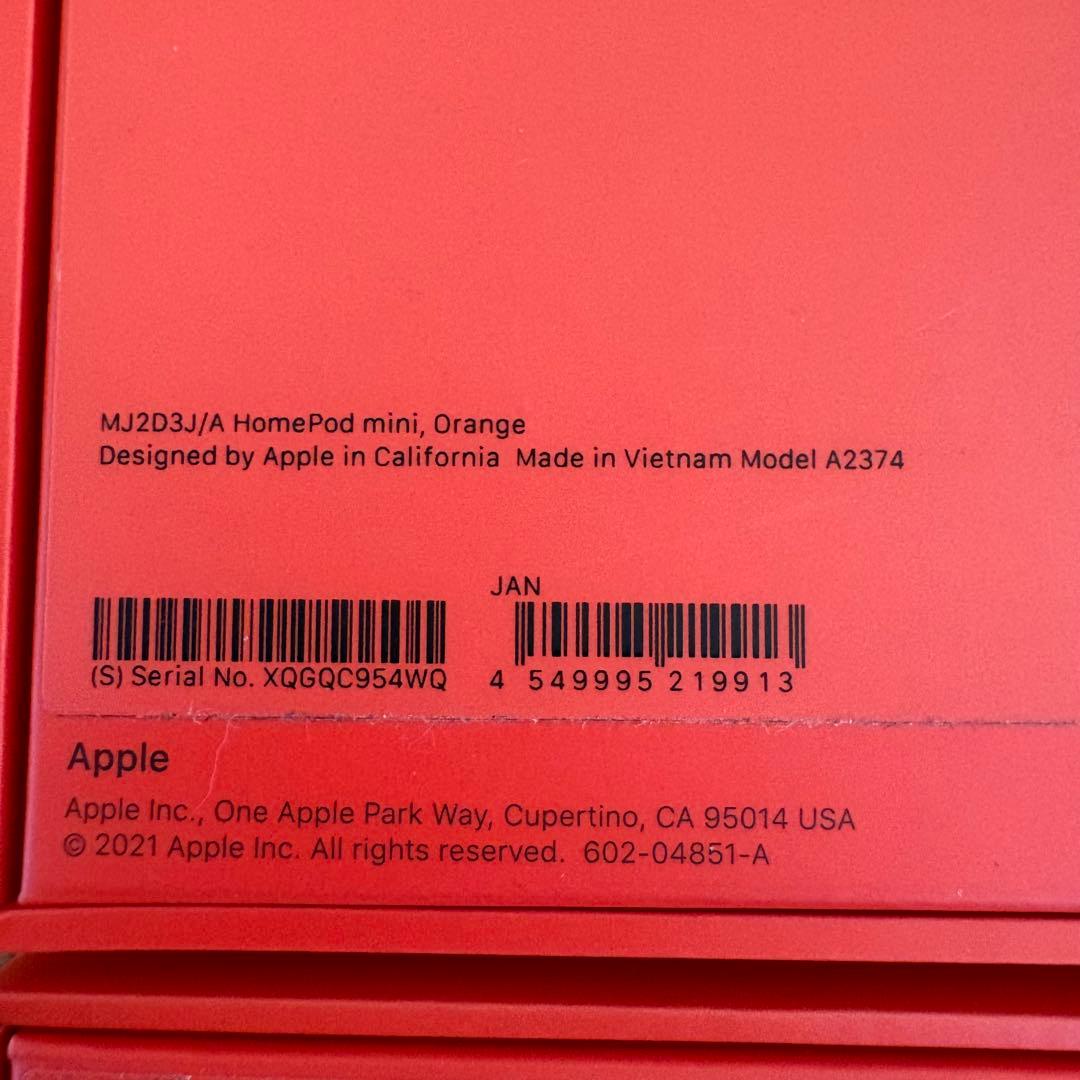 MJ2D3J/A HomePod mini, Orange
Designed by Apple in California Made in Vietnam Model A2374
JAN
(S) Serial No. XQGQC954WQ
4 549995 219913
Apple
Apple Inc., One Apple Park Way, Cupertino, CA 95014 USA
© 2021 Apple Inc. All rights reserved. 602-04851-A